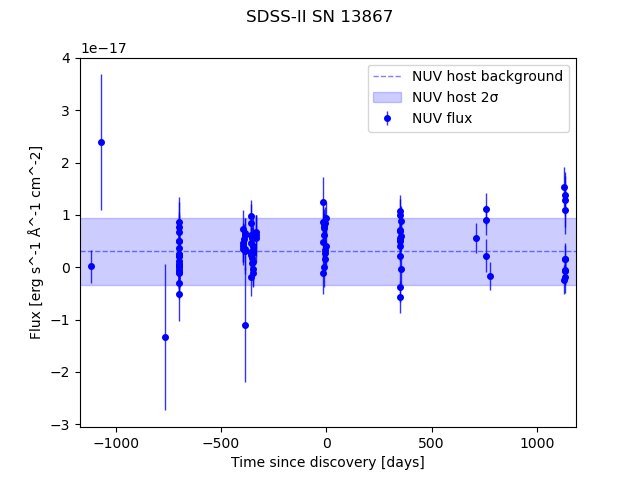 SDSS-II SN 13867
1e−17
NUV host background
NUV host 2σ
NUV flux
4
3
2
1
0
−1
−2
−3
Flux [erg s^-1 Å^-1 cm^-2]
−1000
−500
0
500
1000
Time since discovery [days]